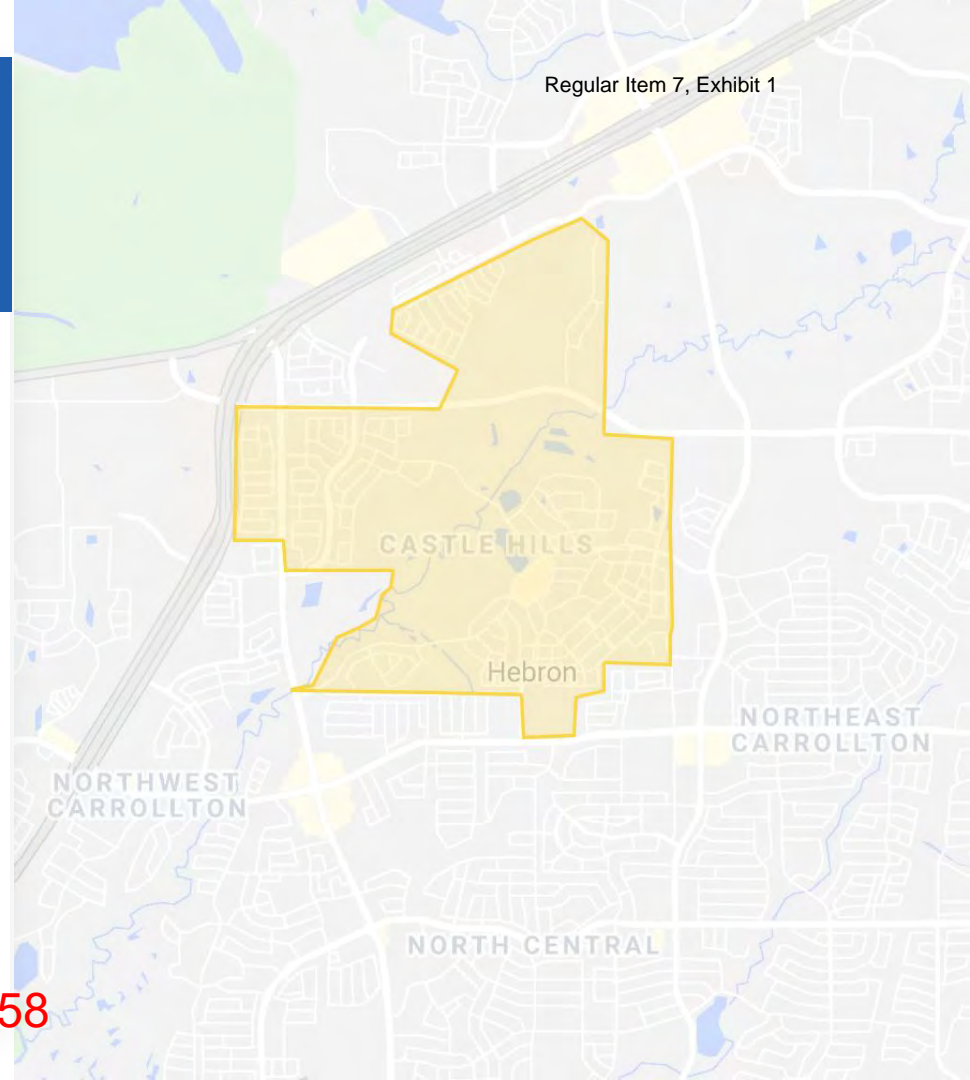 Regular Item 7, Exhibit 1
CASTLE HILLS
Hebron
NORTHEAST
CARROLLTON
NORTHWEST
CARROLLTON
NORTH CENTRAL
58